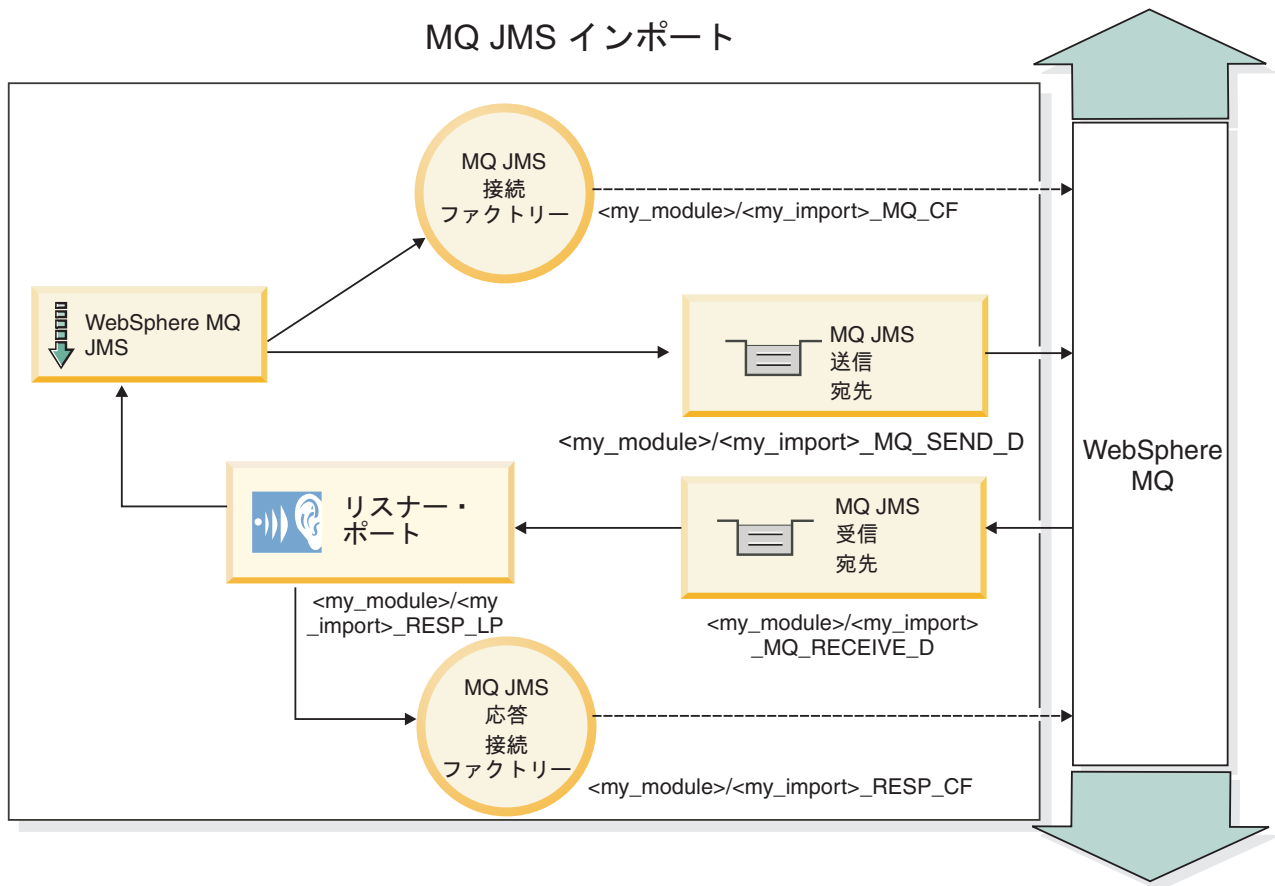 MQ JMS インポート
MQ JMS
接続
ファクトリー
<my_module>/<my_import>_MQ_CF
WebSphere MQ
JMS
MQ JMS
送信
宛先
<my_module>/<my_import>_MQ_SEND_D
WebSphere
MQ
リスナー・
ポート
MQ JMS
受信
宛先
<my_module>/<my
_import>_RESP_LP
<my_module>/<my_import>
_MQ_RECEIVE_D
MQ JMS
応答
接続
ファクトリー
<my_module>/<my_import>_RESP_CF